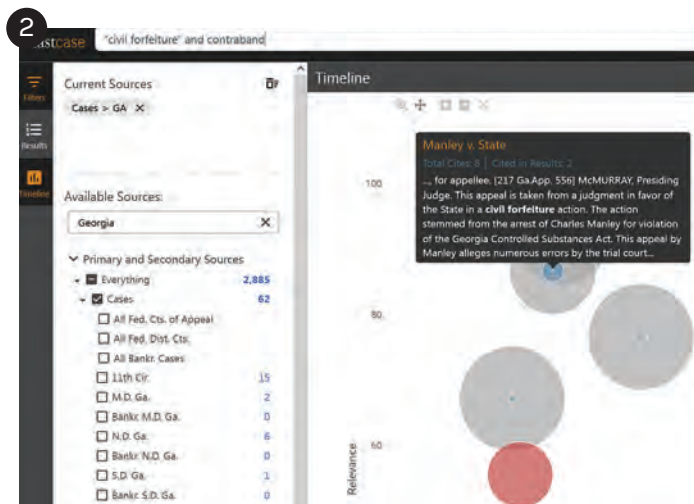 2
astcase
"civil forfeiture" and contraband
Filters
Results
Timeline
Current Sources
Cases > GA ✕
Available Sources:
Georgia ✕
Primary and Secondary Sources
Everything 2,885
Cases 62
All Fed. Cts. of Appeal
All Fed. Dist. Cts.
All Bankr. Cases
11th Cir. 15
M.D. Ga. 2
Bankr. M.D. Ga. 0
N.D. Ga. 6
Bankr. N.D. Ga. 0
S.D. Ga. 1
Bankr. S.D. Ga. 0
Timeline
100
80
60
Relevance
Manley v. State
Total Cites: 8 | Cited in Results: 2
..., for appellee. [217 Ga.App. 556] McMURRAY, Presiding
Judge. This appeal is taken from a judgment in favor of
the State in a civil forfeiture action. The action
stemmed from the arrest of Charles Manley for violation
of the Georgia Controlled Substances Act. This appeal by
Manley alleges numerous errors by the trial court...